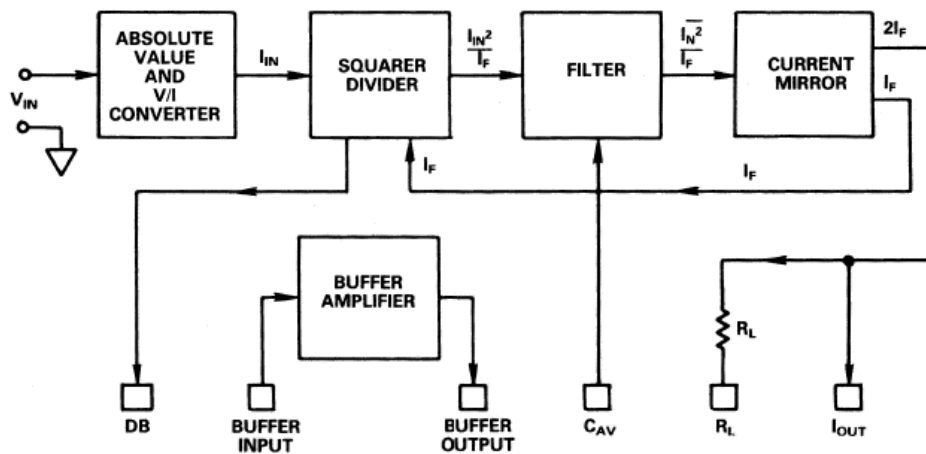 ABSOLUTE
VALUE
AND
V/I
CONVERTER
V_IN
I_IN
SQUARER
DIVIDER
I_IN²
I_F
FILTER
I_N²
I_F
CURRENT
MIRROR
2I_F
I_F
I_F
I_F
BUFFER
AMPLIFIER
R_L
DB
BUFFER
INPUT
BUFFER
OUTPUT
C_AV
R_L
I_OUT